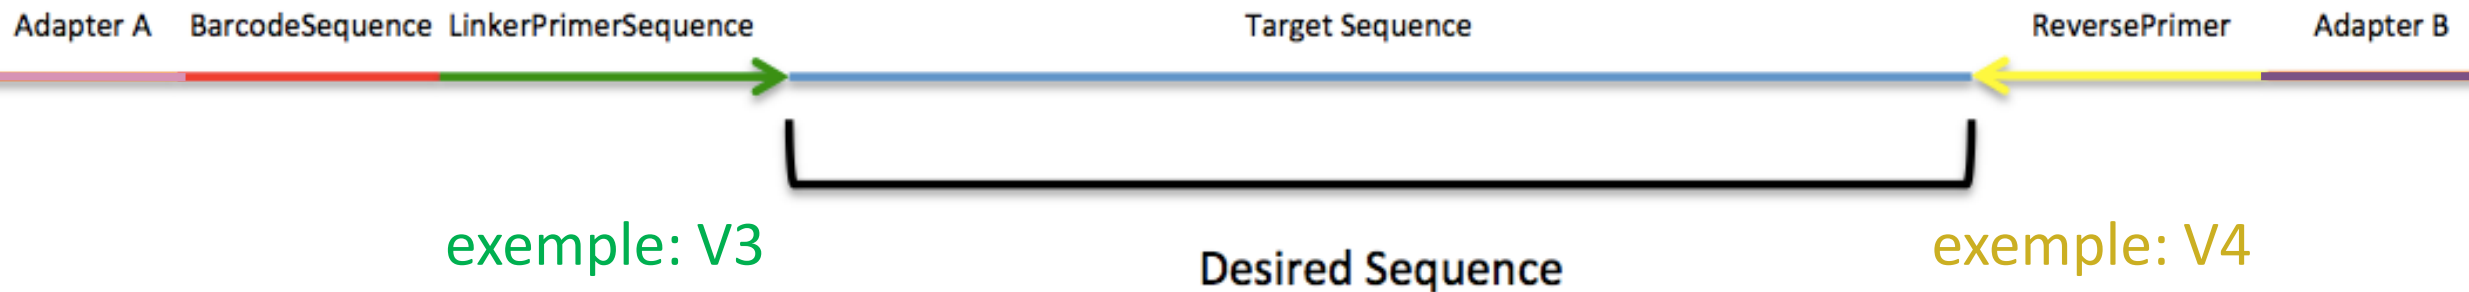 Adapter A BarcodeSequence LinkerPrimerSequence Target Sequence ReversePrimer Adapter B
exemple: V3 exemple: V4
Desired Sequence